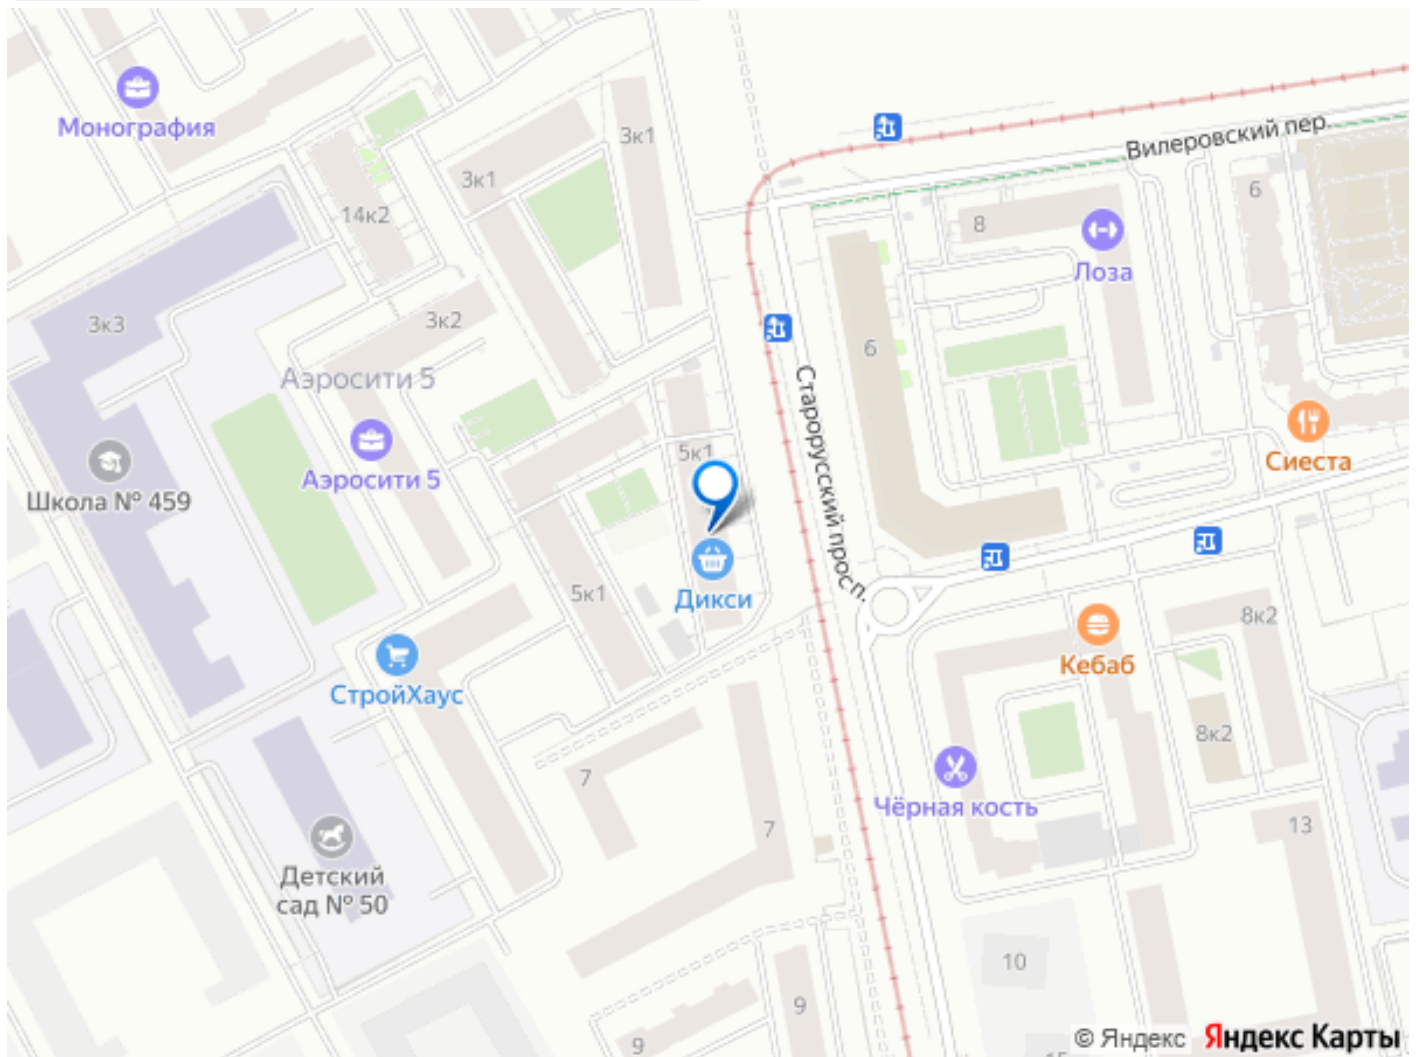 Монография
3к1
Вилеровский пер.
3к1
6
14к2
8
Лоза
3к3
3к2
6
Аэросити 5
Старорусский просп.
5к1
Сиеста
Аэросити 5
Школа № 459
5к1
Дикси
8к2
Кебаб
СтройХаус
8к2
7
Чёрная кость
7
13
Детский
сад № 50
10
9
9
© Яндекс Яндекс Карты